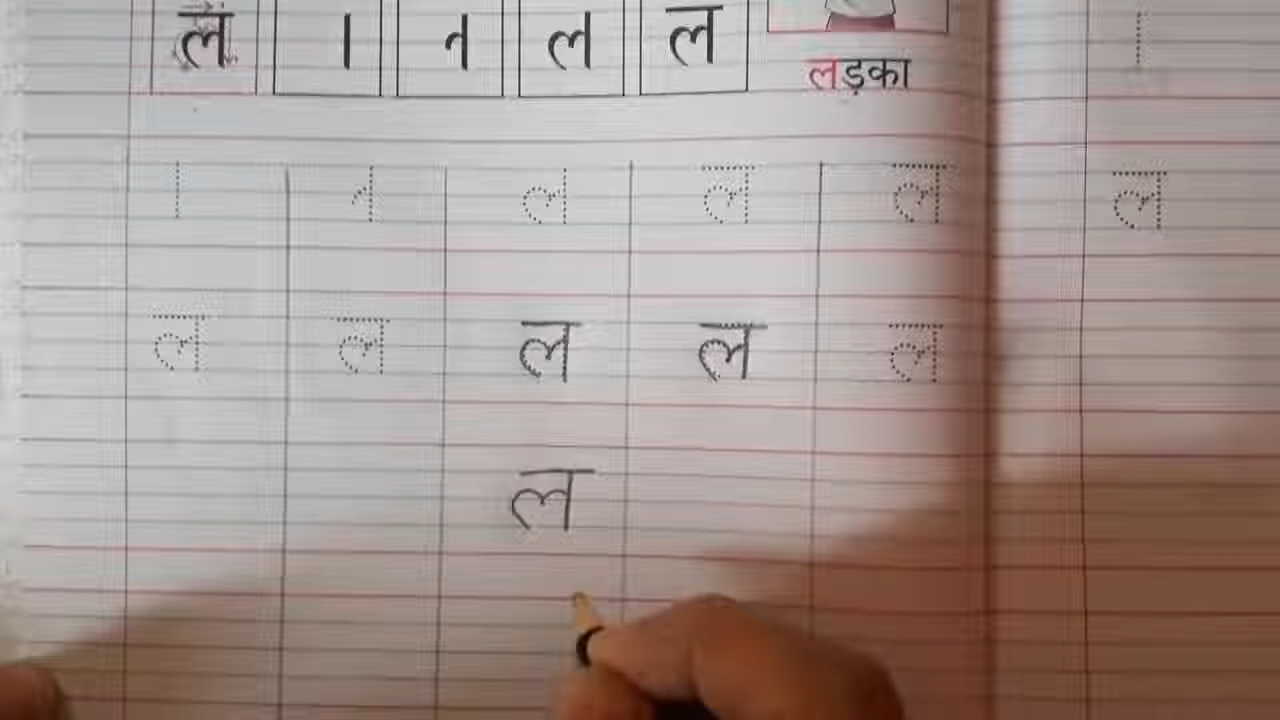 ल । न ल ल
लड़का
। न ल ल ल ल
ल ल ल ल ल
ल